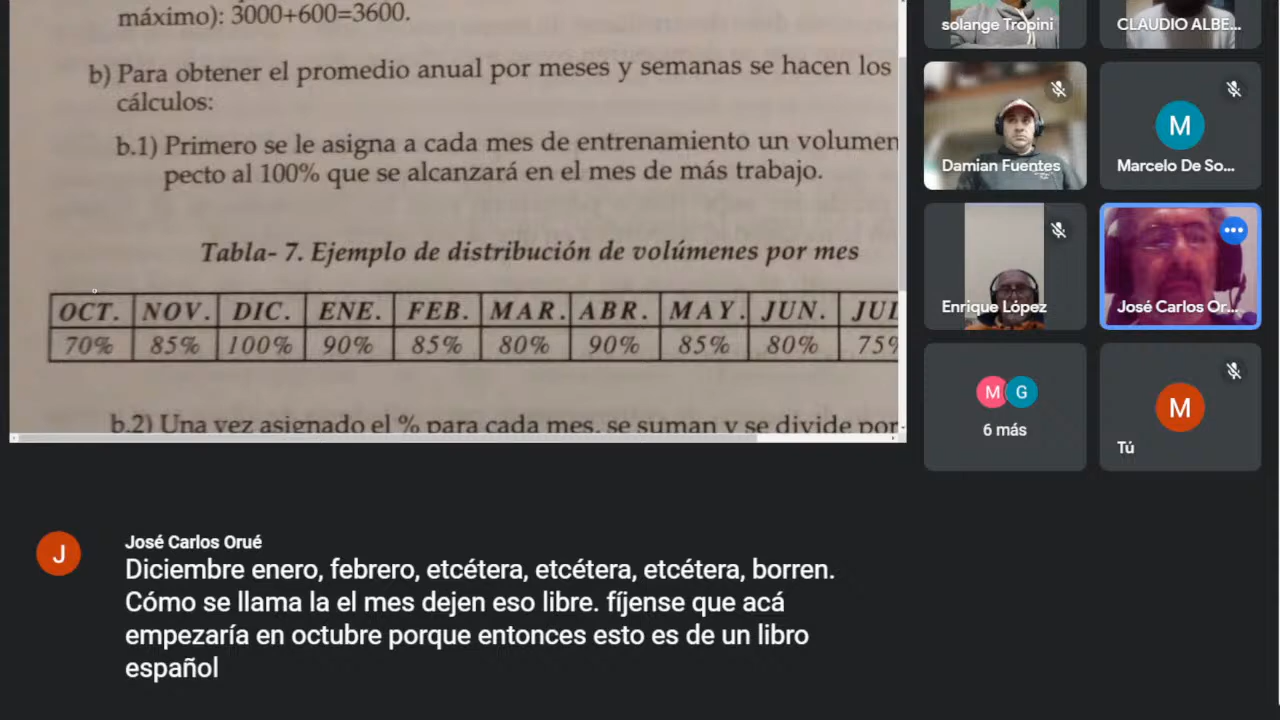 máximo): 3000+600=3600.
b) Para obtener el promedio anual por meses y semanas se hacen los
cálculos:
b.1) Primero se le asigna a cada mes de entrenamiento un volumen
pecto al 100% que se alcanzará en el mes de más trabajo.
Tabla- 7. Ejemplo de distribución de volúmenes por mes
OCT. NOV. DIC. ENE. FEB. MAR. ABR. MAY. JUN. JUL
70% 85% 100% 90% 85% 80% 90% 85% 80% 75%
b.2) Una vez asignado el % para cada mes, se suman y se divide por
solange Tropini
CLAUDIO ALBE...
Damian Fuentes
M
Marcelo De So...
Enrique López
José Carlos Or...
M G
6 más
M
Tú
J
José Carlos Orué
Diciembre enero, febrero, etcétera, etcétera, etcétera, borren.
Cómo se llama la el mes dejen eso libre. fíjense que acá
empezaría en octubre porque entonces esto es de un libro
español